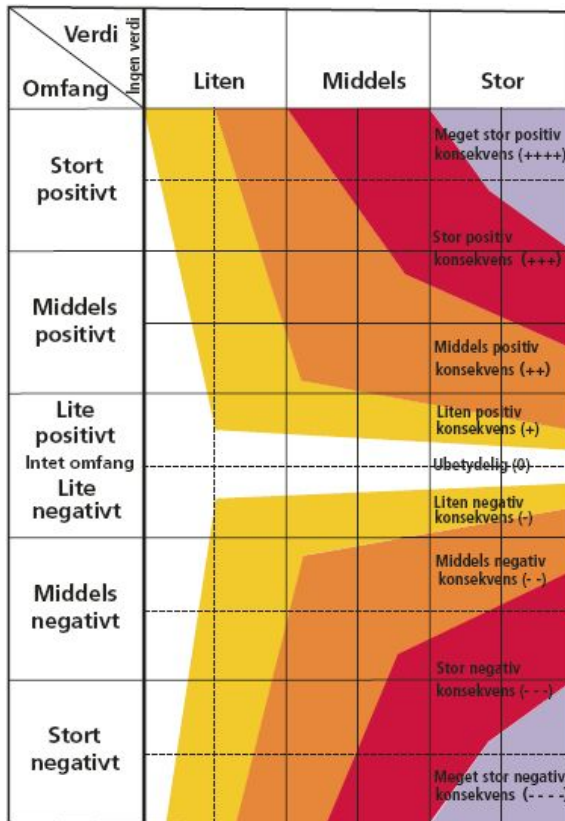 Verdi
Omfang
Ingen verdi
Liten
Middels
Stor
Stort
positivt
Meget stor positiv
konsekvens (++++)
Stor positiv
konsekvens (+++)
Middels
positivt
Middels positiv
konsekvens (++)
Lite
positivt
Liten positiv
konsekvens (+)
Intet omfang
Ubetydelig (0)
Lite
negativt
Liten negativ
konsekvens (-)
Middels
negativt
Middels negativ
konsekvens (- -)
Stor negativ
konsekvens (- - -)
Stort
negativt
Meget stor negativ
konsekvens (- - - -)